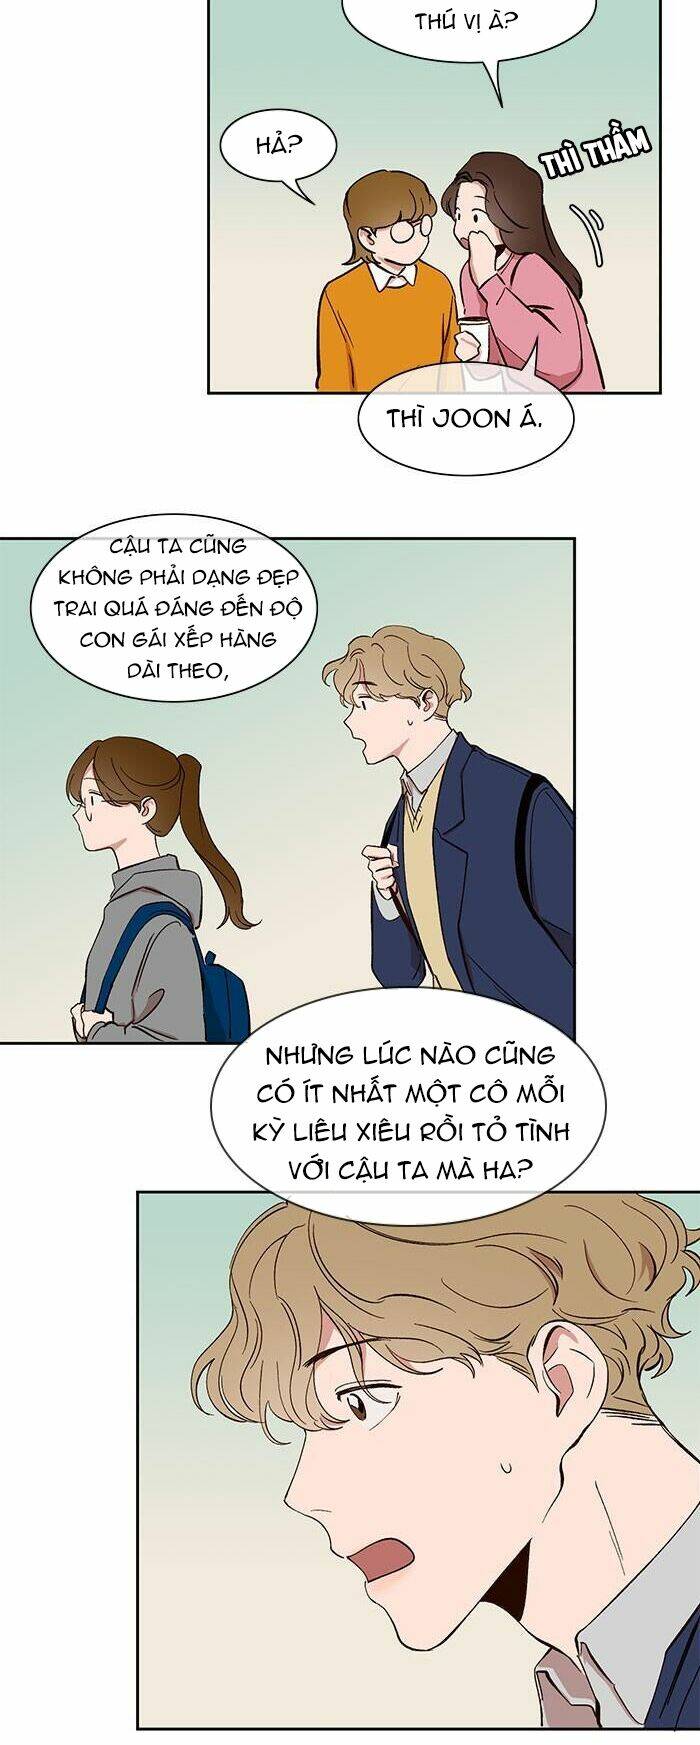 THÚ VỊ À?
HẢ?
THÌ THẦM
THÌ JOON Á.
CẬU TA CŨNG
KHÔNG PHẢI DẠNG ĐẸP
TRAI QUÁ ĐÁNG ĐẾN ĐỘ
CON GÁI XẾP HÀNG
DÀI THEO,
NHƯNG LÚC NÀO CŨNG
CÓ ÍT NHẤT MỘT CÔ MỖI
KỲ LIÊU XIÊU RỒI TỎ TÌNH
VỚI CẬU TA MÀ HA?